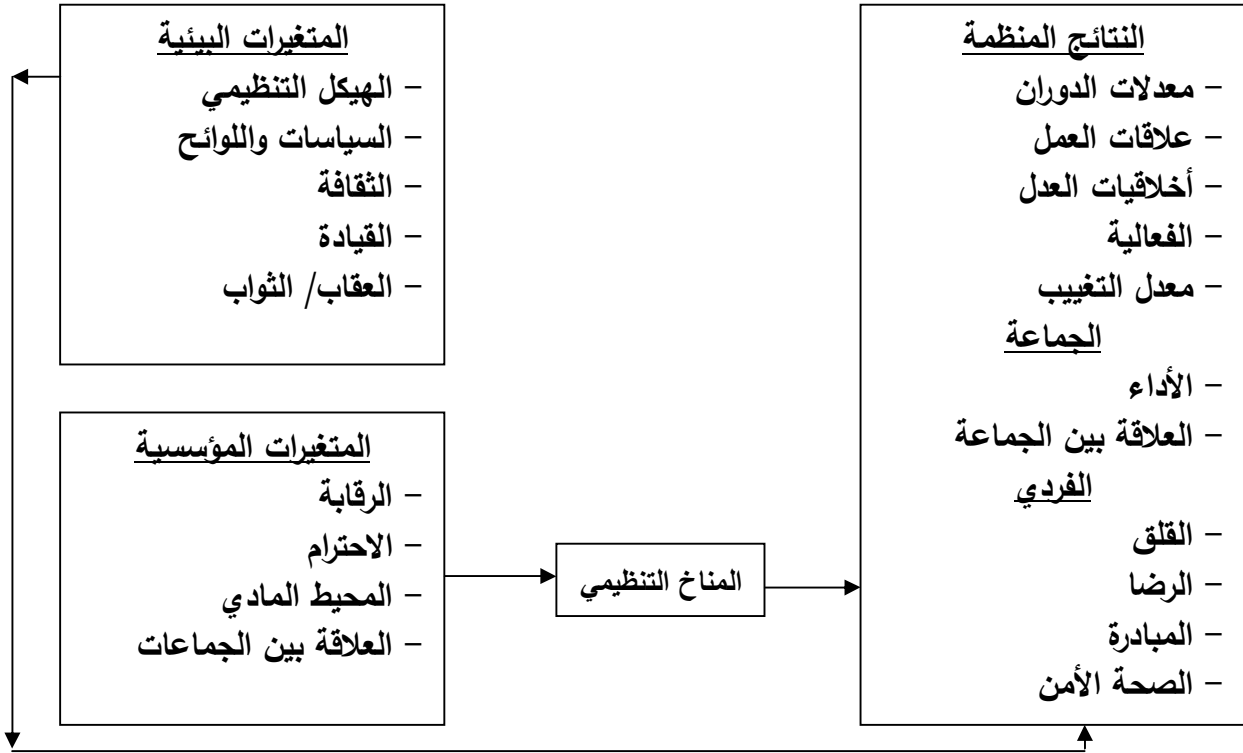 المتغيرات البيئية
– الهيكل التنظيمي
– السياسات واللوائح
– الثقافة
– القيادة
– العقاب/ الثواب
المتغيرات المؤسسية
– الرقابة
– الاحترام
– المحيط المادي
– العلاقة بين الجماعات
المناخ التنظيمي
النتائج المنظمة
– معدلات الدوران
– علاقات العمل
– أخلاقيات العدل
– الفعالية
– معدل التغييب
الجماعة
– الأداء
– العلاقة بين الجماعة
الفردي
– القلق
– الرضا
– المبادرة
– الصحة الأمن